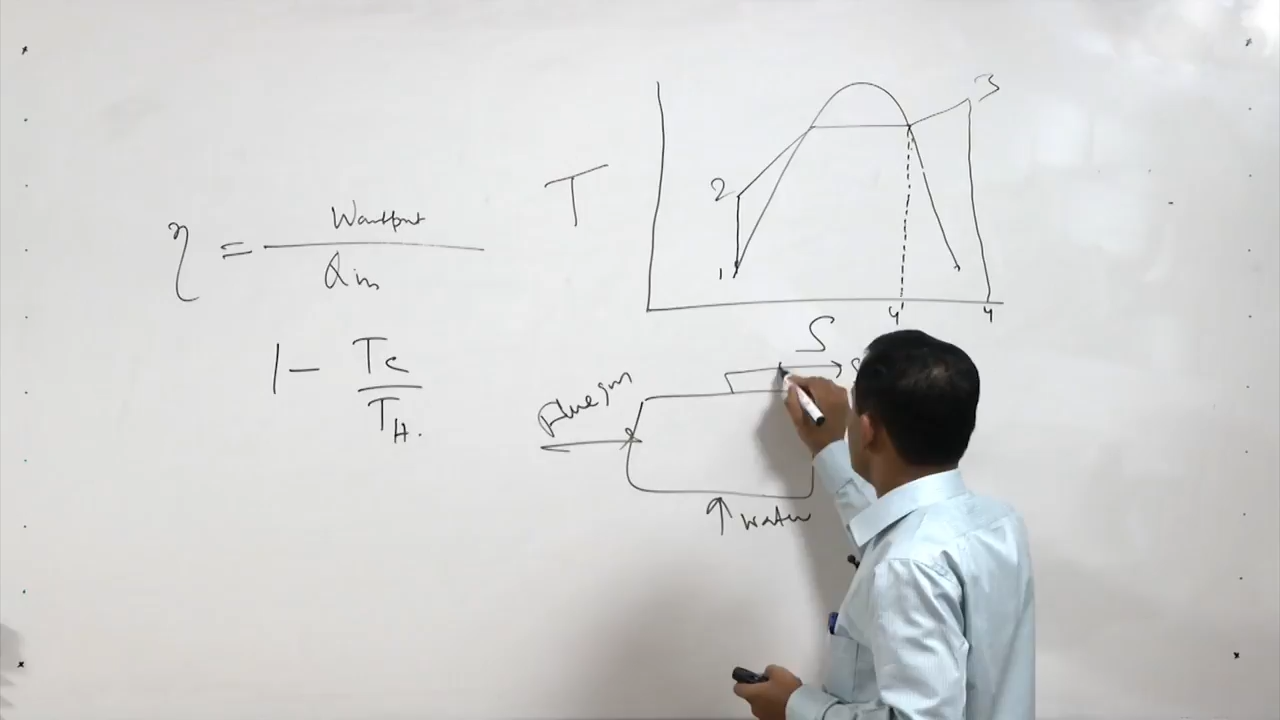 η = Woutput
Qin
1 - Tc
TH.
T
3
2
1
4 4
S
Flue gas
↑ water